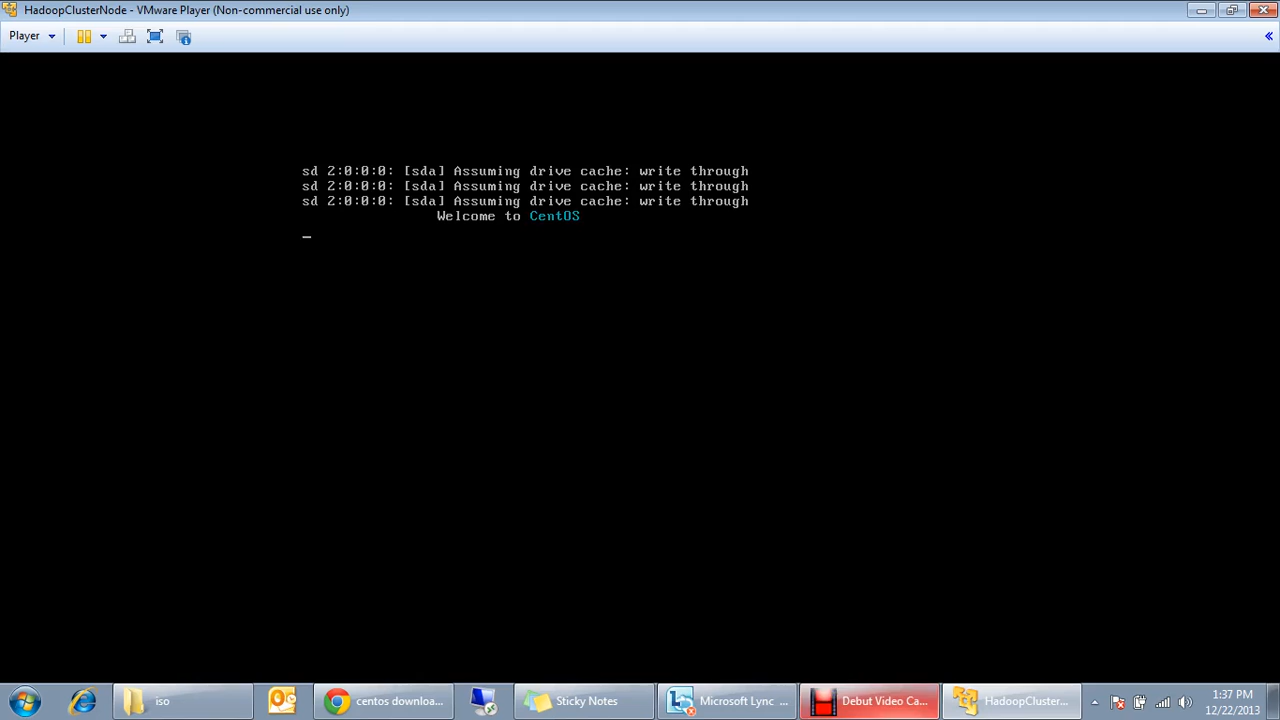 HadoopClusterNode - VMware Player (Non-commercial use only)
Player
sd 2:0:0:0: [sda] Assuming drive cache: write through
sd 2:0:0:0: [sda] Assuming drive cache: write through
sd 2:0:0:0: [sda] Assuming drive cache: write through
Welcome to CentOS
iso
centos downloa...
Sticky Notes
Microsoft Lync ...
Debut Video Ca...
HadoopCluster...
1:37 PM
12/22/2013